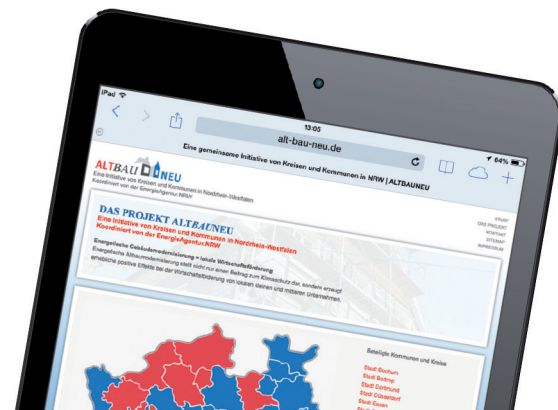 iPad
13:05
64%
alt-bau-neu.de
Eine gemeinsame Initiative von Kreisen und Kommunen in NRW | ALTBAUNEU
ALTBAU NEU
Eine Initiative von Kreisen und Kommunen in Nordrhein-Westfalen
Koordiniert von der EnergieAgentur.NRW
START
DAS PROJEKT
KONTAKT
SITEMAP
IMPRESSUM
DAS PROJEKT ALTBAUNEU
Eine Initiative von Kreisen und Kommunen in Nordrhein-Westfalen
Koordiniert von der EnergieAgentur.NRW
Energetische Gebäudemodernisierung = lokale Wirtschaftsförderung
Energetische Altbaumodernisierung stellt nicht nur einen Beitrag zum Klimaschutz dar, sondern erzeugt
erhebliche positive Effekte bei der Wirtschaftsförderung von lokalen kleinen und mittleren Unternehmen.
Beteiligte Kommunen und Kreise
Stadt Bochum
Stadt Bottrop
Stadt Dortmund
Stadt Düsseldorf
Stadt Essen